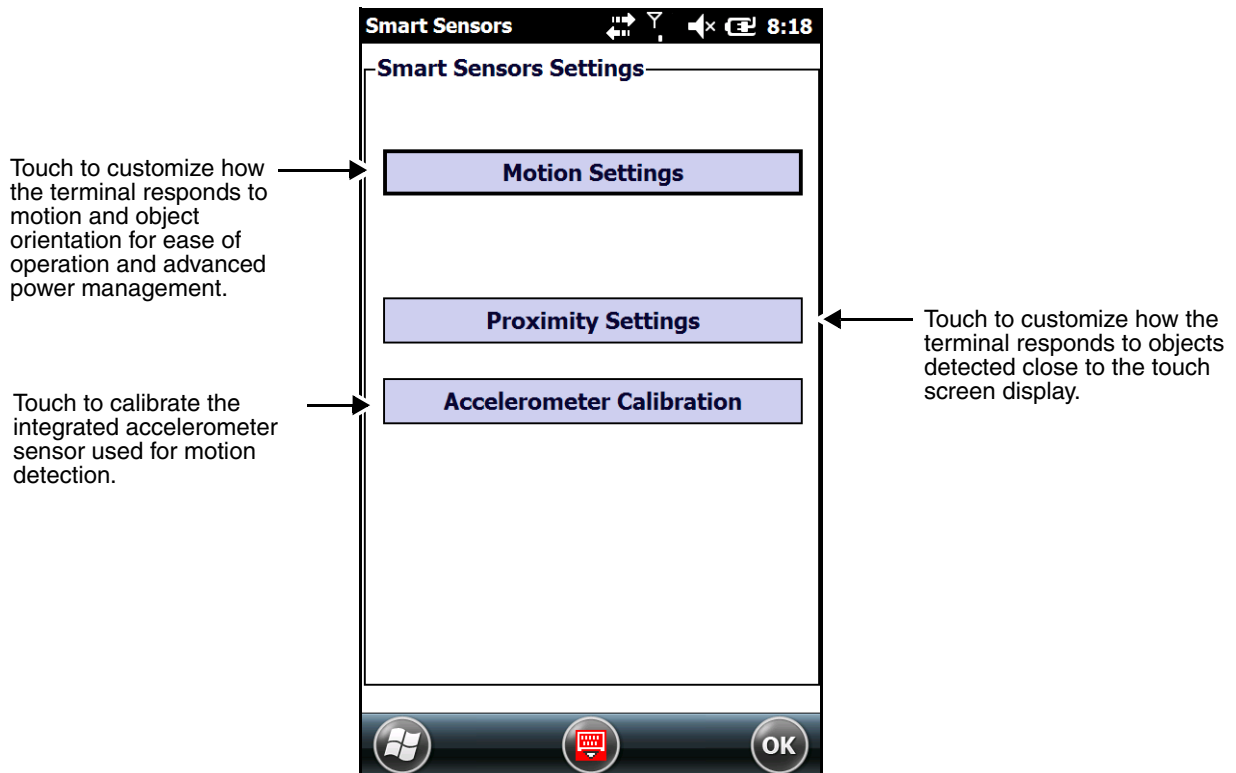 Smart Sensors 8:18
Smart Sensors Settings
Touch to customize how
the terminal responds to
motion and object
orientation for ease of
operation and advanced
power management.
Motion Settings
Proximity Settings
Touch to customize how the
terminal responds to objects
detected close to the touch
screen display.
Touch to calibrate the
integrated accelerometer
sensor used for motion
detection.
Accelerometer Calibration
OK